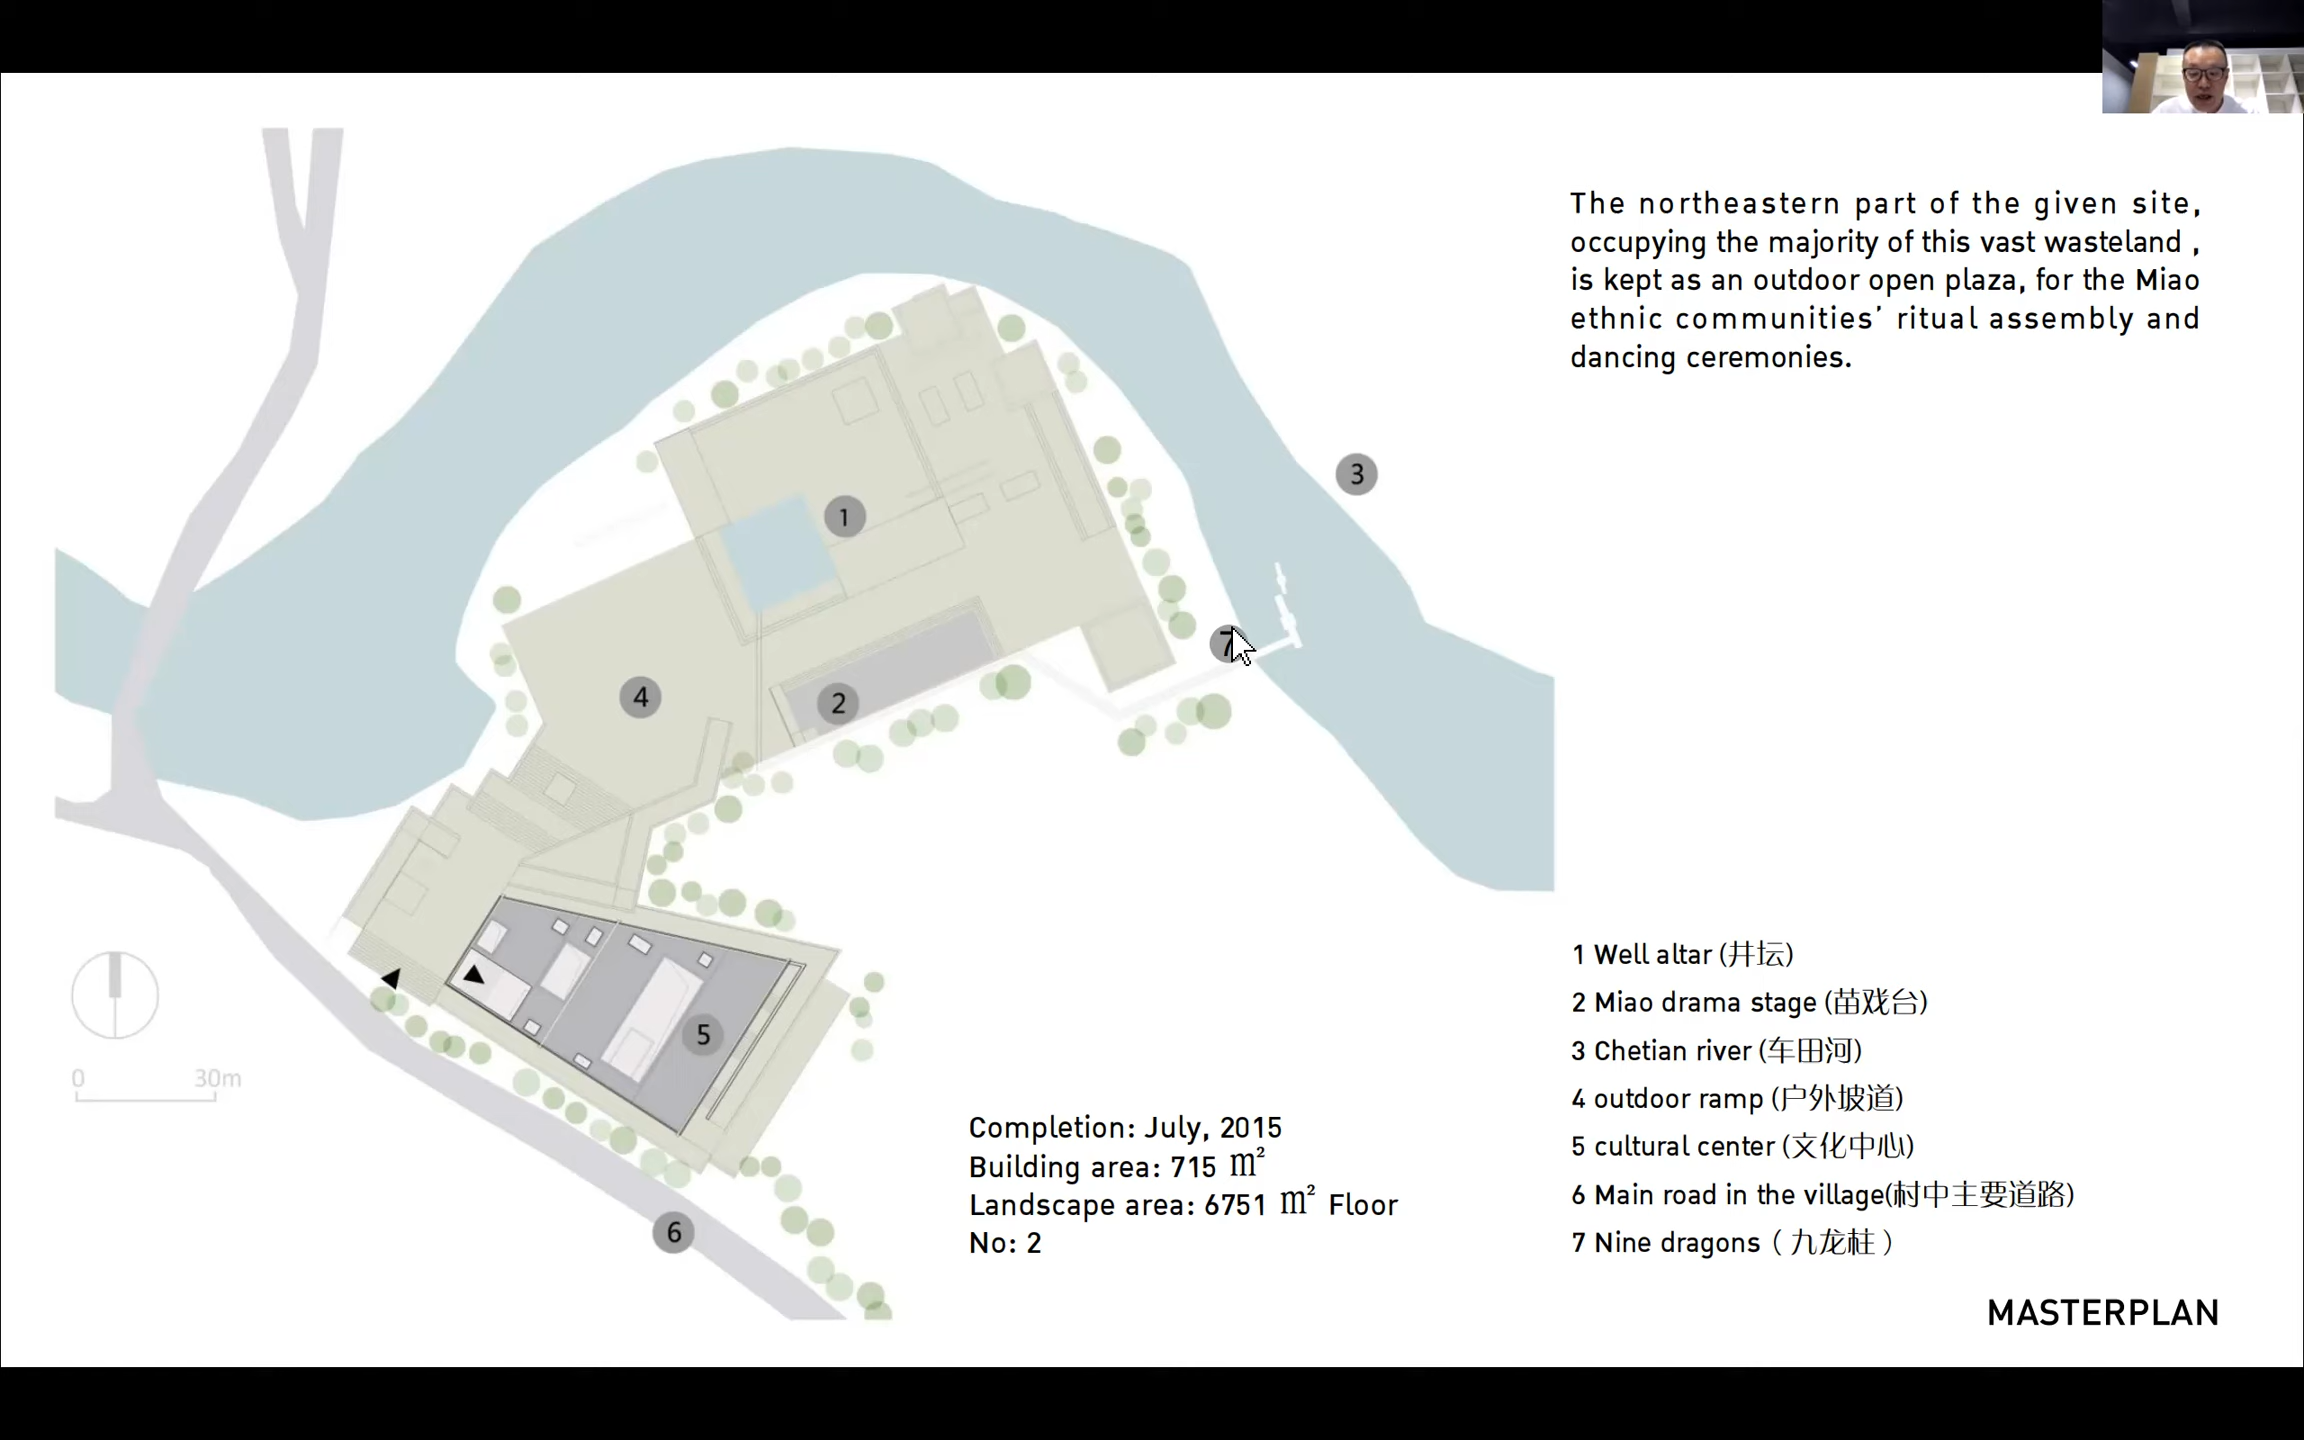 The northeastern part of the given site,
occupying the majority of this vast wasteland ,
is kept as an outdoor open plaza, for the Miao
ethnic communities’ ritual assembly and
dancing ceremonies.
3
1
7
4
2
5
6
0 30m
Completion: July, 2015
Building area: 715 m²
Landscape area: 6751 m² Floor
No: 2
1 Well altar (井坛)
2 Miao drama stage (苗戏台)
3 Chetian river (车田河)
4 outdoor ramp (户外坡道)
5 cultural center (文化中心)
6 Main road in the village(村中主要道路)
7 Nine dragons（九龙柱）
MASTERPLAN